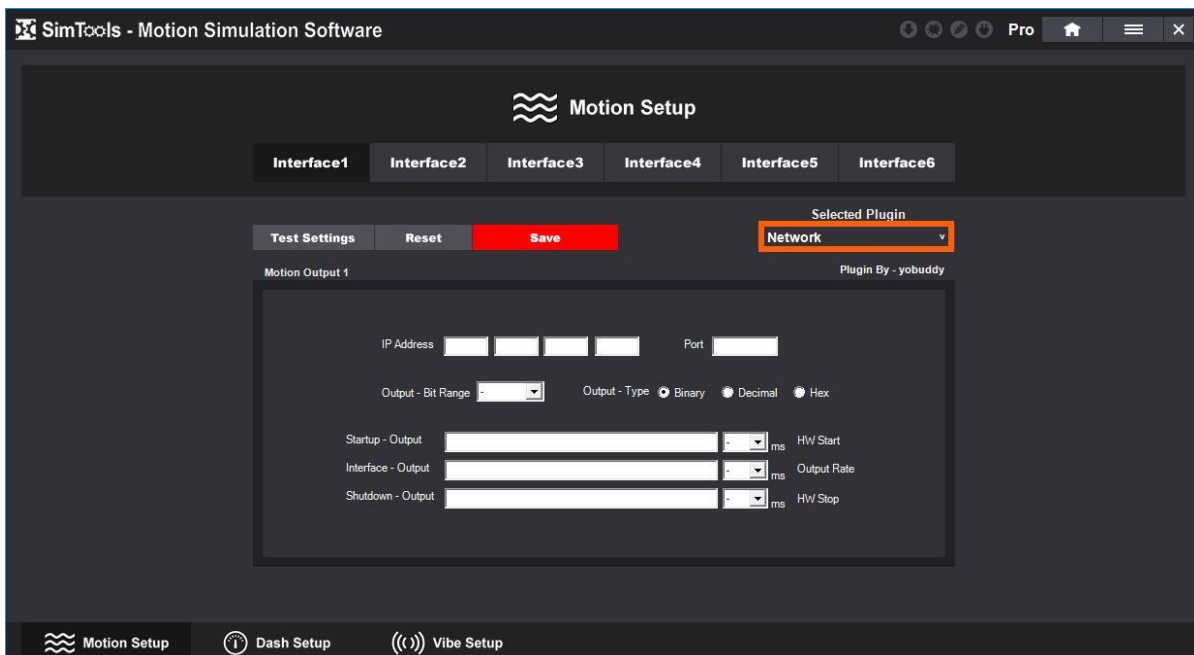 SimTools - Motion Simulation Software Pro
Motion Setup
Interface1 Interface2 Interface3 Interface4 Interface5 Interface6
Selected Plugin
Test Settings Reset Save Network
Motion Output 1 Plugin By - yobuddy
IP Address Port
Output - Bit Range - Output - Type Binary Decimal Hex
Startup - Output - ms HW Start
Interface - Output - ms Output Rate
Shutdown - Output - ms HW Stop
Motion Setup Dash Setup Vibe Setup